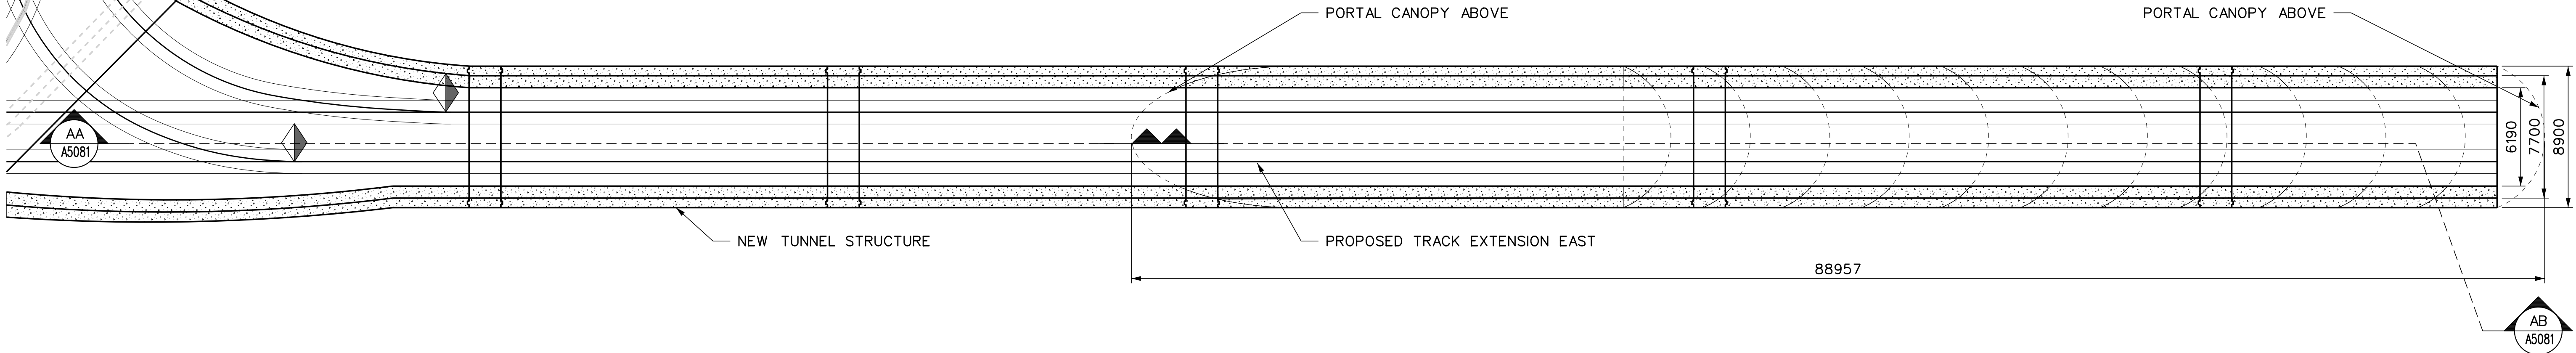 PORTAL CANOPY ABOVE
PORTAL CANOPY ABOVE
AA
A5081
6190
7700
8900
NEW TUNNEL STRUCTURE
PROPOSED TRACK EXTENSION EAST
88957
AB
A5081